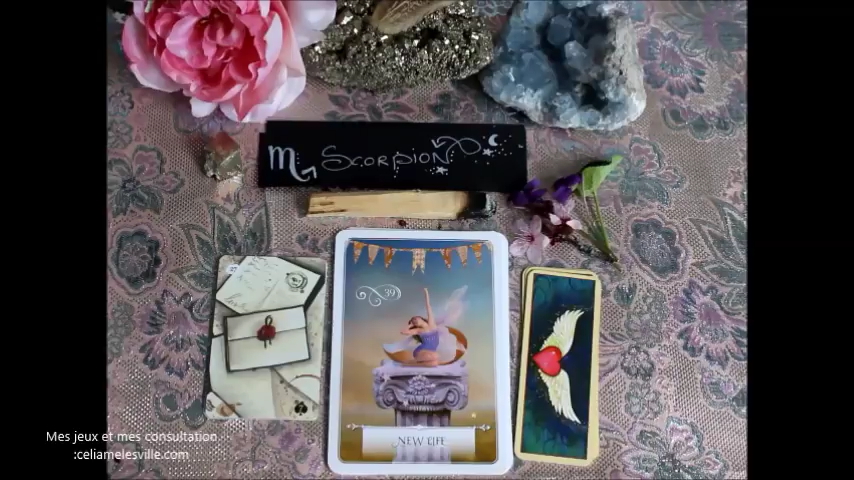 ♏ Scorpion
39
NEW LIFE
Mes jeux et mes consultation
:celiamelesville.com